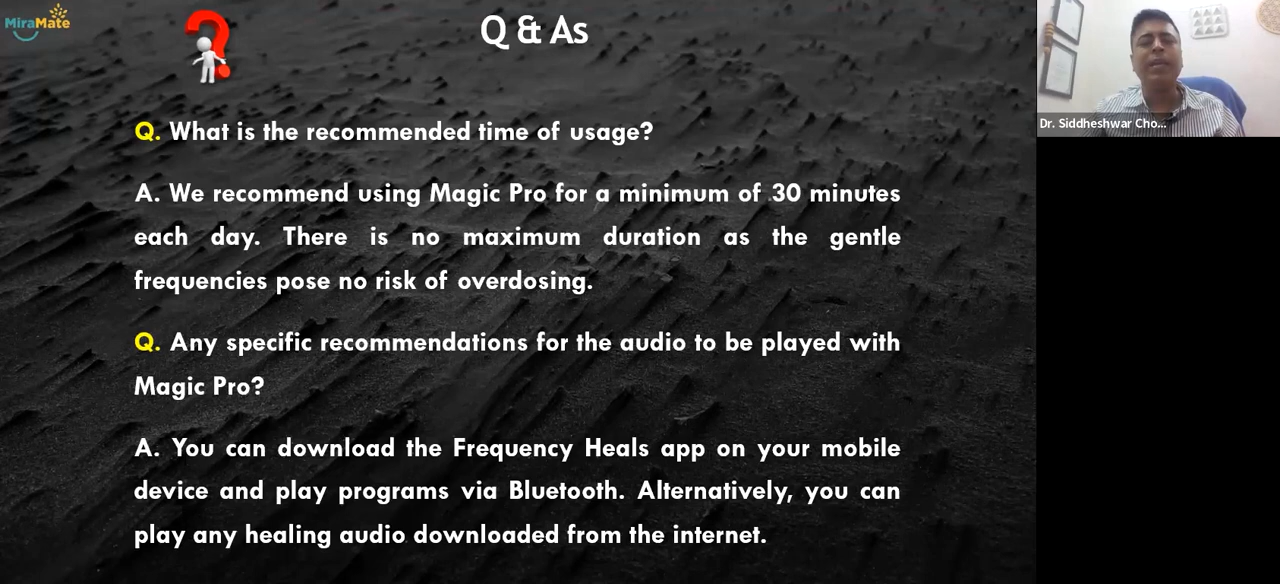 MiraMate
Q & As
Q. What is the recommended time of usage?
A. We recommend using Magic Pro for a minimum of 30 minutes
each day. There is no maximum duration as the gentle
frequencies pose no risk of overdosing.
Q. Any specific recommendations for the audio to be played with
Magic Pro?
A. You can download the Frequency Heals app on your mobile
device and play programs via Bluetooth. Alternatively, you can
play any healing audio downloaded from the internet.
Dr. Siddheshwar Cho...